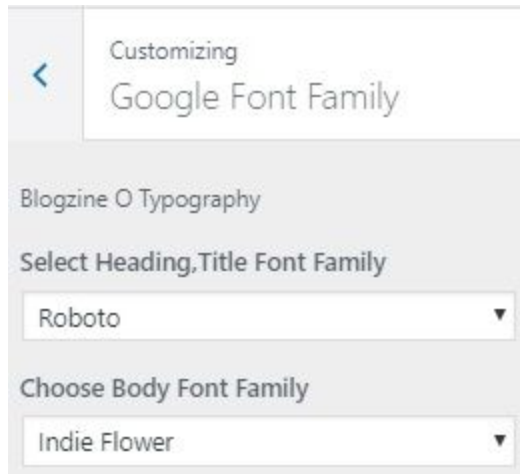 Customizing
Google Font Family
Blogzine O Typography
Select Heading,Title Font Family
Roboto
Choose Body Font Family
Indie Flower